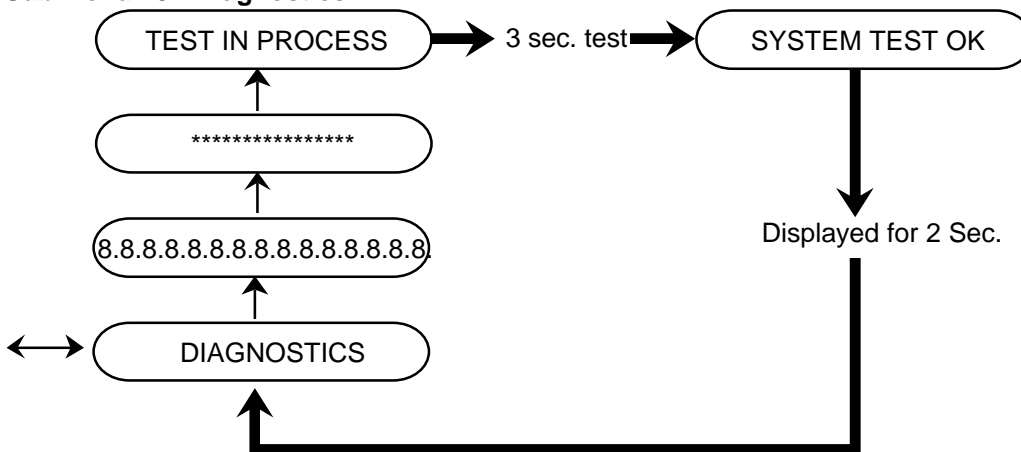 Diagnostics
TEST IN PROCESS
3 sec. test
SYSTEM TEST OK
****************
8.8.8.8.8.8.8.8.8.8.8.8.8.8.8.
Displayed for 2 Sec.
DIAGNOSTICS